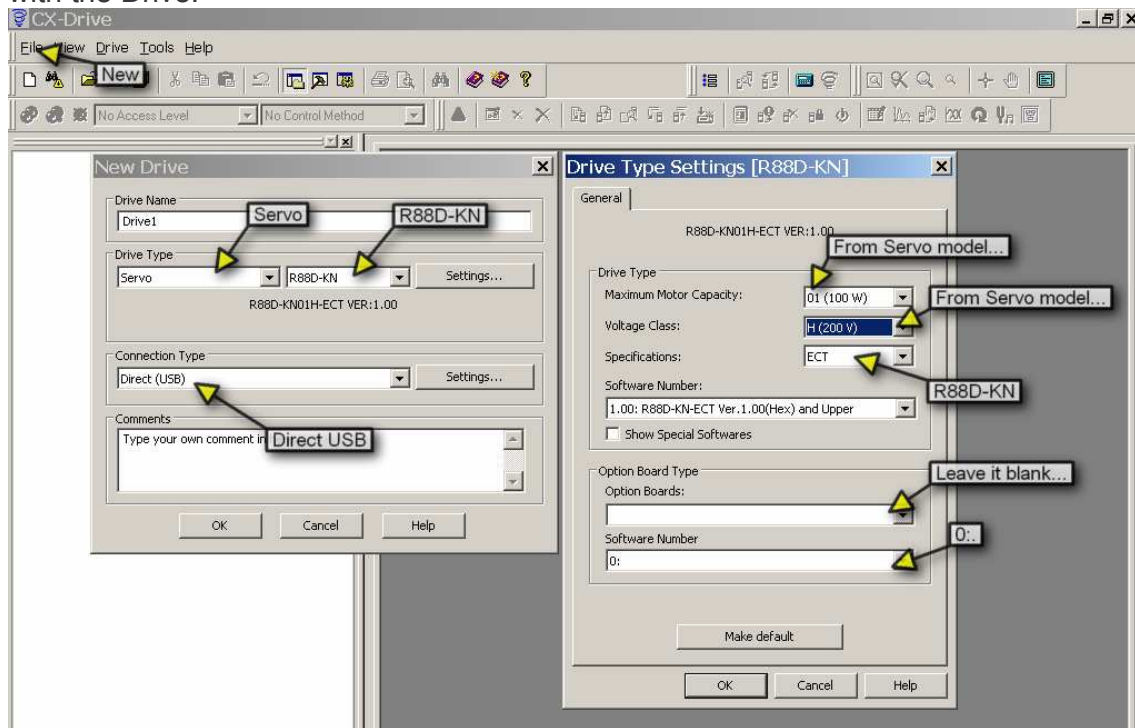 with the Drive.
CX-Drive
File View Drive Tools Help
New
No Access Level No Control Method
New Drive
Drive Name
Drive1
Servo
R88D-KN
Drive Type
Servo R88D-KN Settings...
R88D-KN01H-ECT VER:1.00
Connection Type
Direct (USB) Settings...
Comments
Type your own comment in
Direct USB
OK Cancel Help
Drive Type Settings [R88D-KN]
General
R88D-KN01H-ECT VER:1.00
From Servo model...
Drive Type
Maximum Motor Capacity: 01 (100 W)
From Servo model...
Voltage Class: H (200 V)
Specifications: ECT
R88D-KN
Software Number:
1.00: R88D-KN-ECT Ver.1.00(Hex) and Upper
Show Special Softwares
Option Board Type
Leave it blank...
Option Boards:
Software Number
0:.
0:
Make default
OK Cancel Help